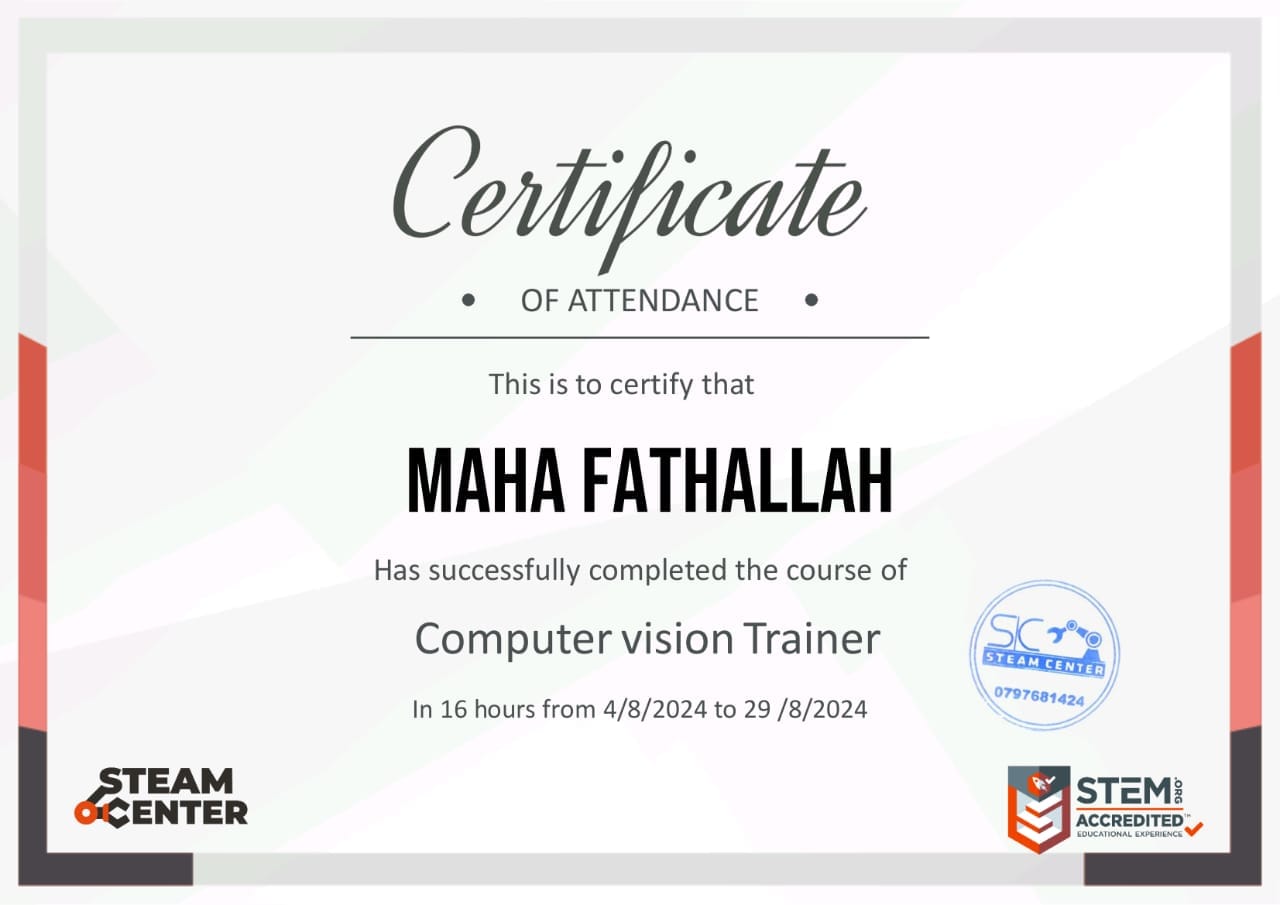 Certificate
• OF ATTENDANCE •
This is to certify that
MAHA FATHALLAH
Has successfully completed the course of
Computer vision Trainer
In 16 hours from 4/8/2024 to 29 /8/2024
SC
STEAM CENTER
0797681424
STEAM
CENTER
STEM.ORG
ACCREDITED™
EDUCATIONAL EXPERIENCE